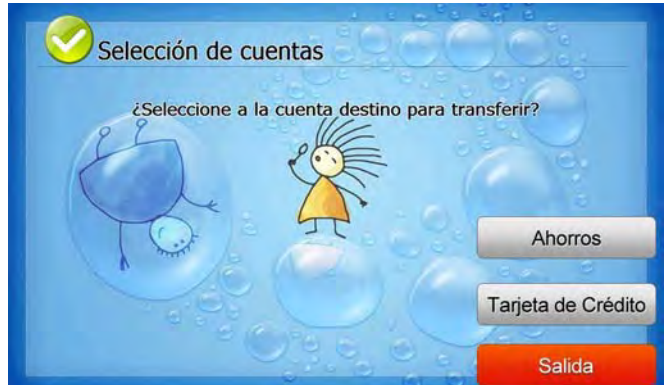 Selección de cuentas
¿Seleccione a la cuenta destino para transferir?
Ahorros
Tarjeta de Crédito
Salida